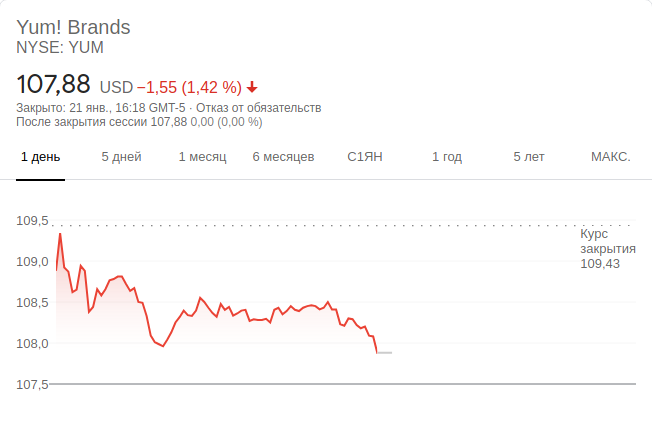 Yum! Brands
NYSE: YUM
107,88 USD −1,55 (1,42 %)
Закрыто: 21 янв., 16:18 GMT-5 · Отказ от обязательств
После закрытия сессии 107,88 0,00 (0,00 %)
1 день 5 дней 1 месяц 6 месяцев С1ЯН 1 год 5 лет МАКС.
109,5
Курс
закрытия
109,43
109,0
108,5
108,0
107,5